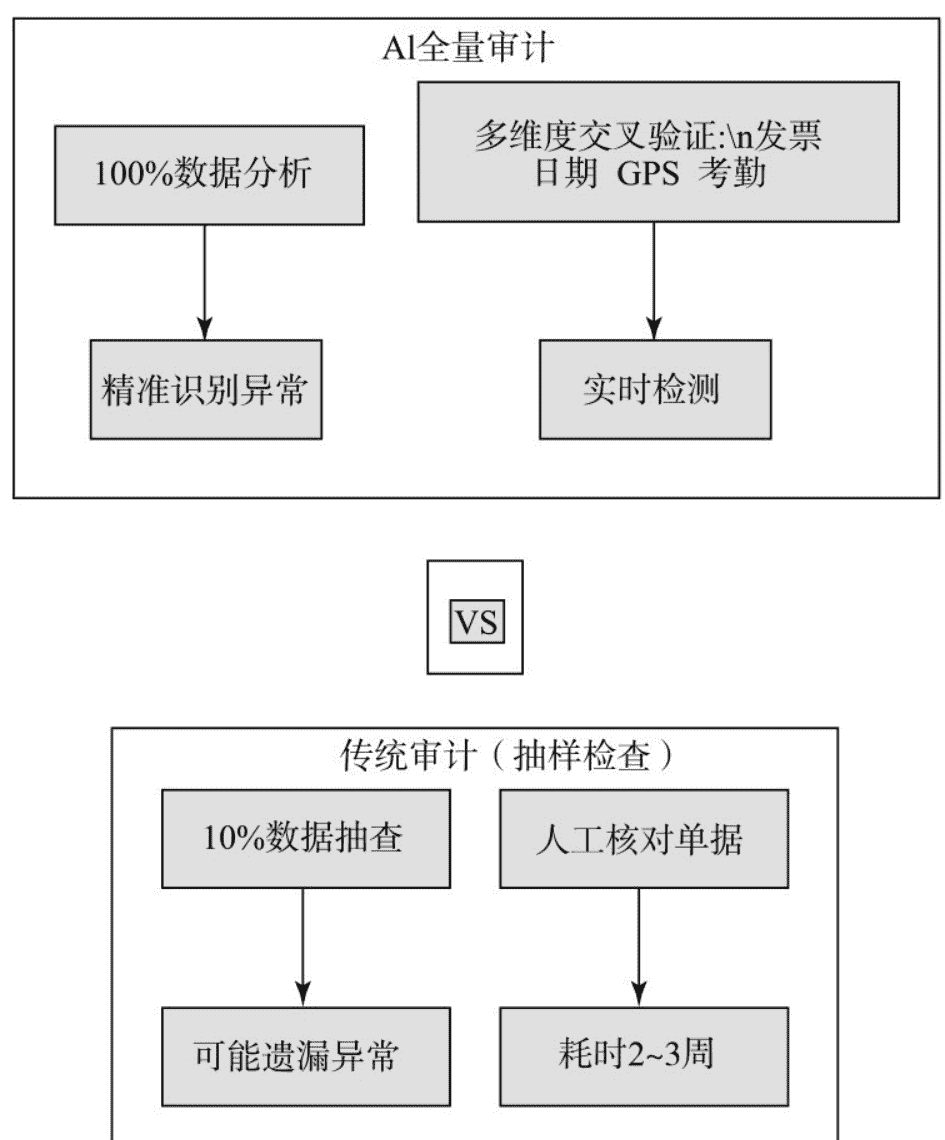 AI全量审计
100%数据分析
多维度交叉验证:\n发票
日期 GPS 考勤
精准识别异常
实时检测
VS
传统审计（抽样检查）
10%数据抽查
人工核对单据
可能遗漏异常
耗时2~3周